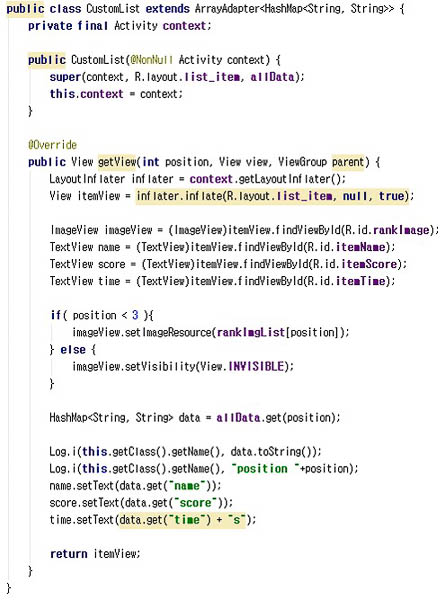 public class CustomList extends ArrayAdapter<HashMap<String, String>> {
    private final Activity context;

    public CustomList(@NonNull Activity context) {
        super(context, R.layout.list_item, allData);
        this.context = context;
    }

    @Override
    public View getView(int position, View view, ViewGroup parent) {
        LayoutInflater inflater = context.getLayoutInflater();
        View itemView = inflater.inflate(R.layout.list_item, null, true);

        ImageView imageView = (ImageView)itemView.findViewById(R.id.rankImage);
        TextView name = (TextView)itemView.findViewById(R.id.itemName);
        TextView score = (TextView)itemView.findViewById(R.id.itemScore);
        TextView time = (TextView)itemView.findViewById(R.id.itemTime);

        if( position < 3 ){
            imageView.setImageResource(rankImgList[position]);
        } else {
            imageView.setVisibility(View.INVISIBLE);
        }

        HashMap<String, String> data = allData.get(position);

        Log.i(this.getClass().getName(), data.toString());
        Log.i(this.getClass().getName(), "position "+position);
        name.setText(data.get("name"));
        score.setText(data.get("score"));
        time.setText(data.get("time") + "s");

        return itemView;
    }
}